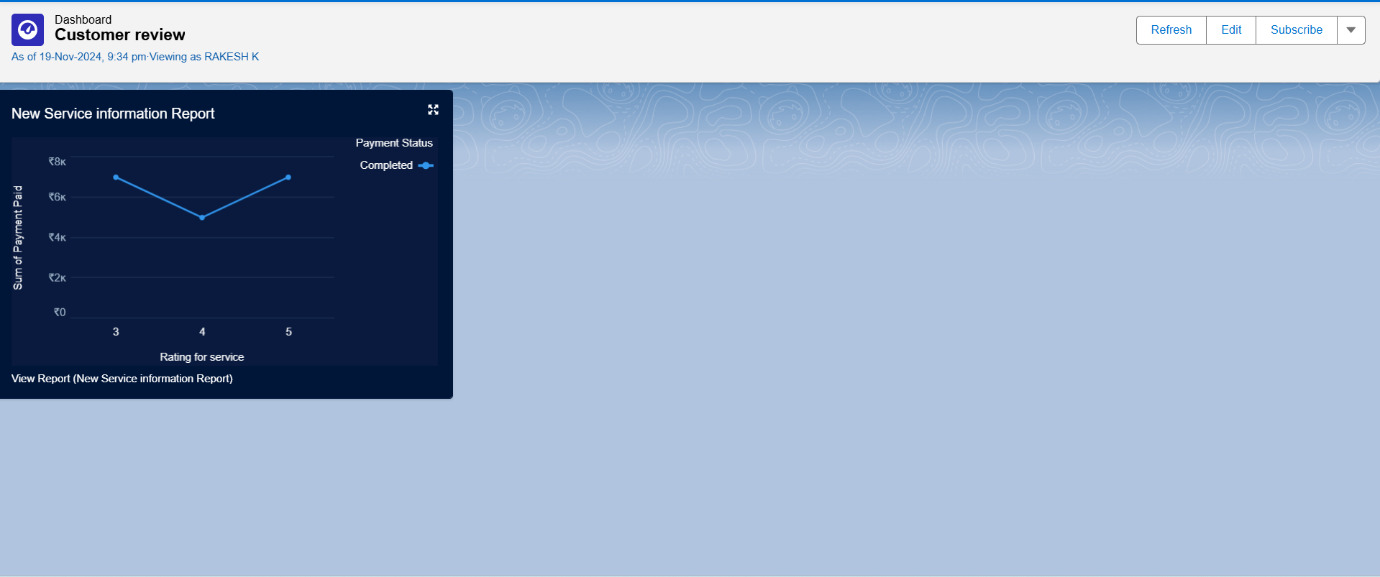 Dashboard
Customer review
As of 19-Nov-2024, 9:34 pm·Viewing as RAKESH K
Refresh
Edit
Subscribe
New Service information Report
Payment Status
Completed
Sum of Payment Paid
₹8K
₹6K
₹4K
₹2K
₹0
3 4 5
Rating for service
View Report (New Service information Report)